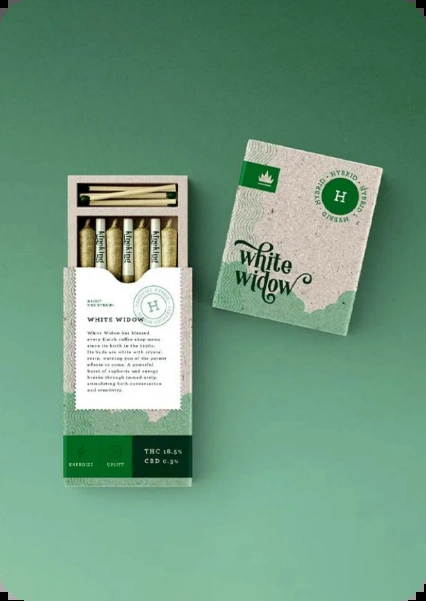 HYBRID • HYBRID • HYBRID • HYBRID
H
white
widow
H
WHITE WIDOW
White Widow has blessed
every Dutch coffee shop menu
since its birth in the 1990s.
Its buds are white with crystal
resin, warning you of the potent
effects to come. A powerful
burst of euphoria and energy
breaks through immediately,
stimulating both conversation
and creativity.
ENERGIZE UPLIFT
THC 18.5%
CBD 0.3%